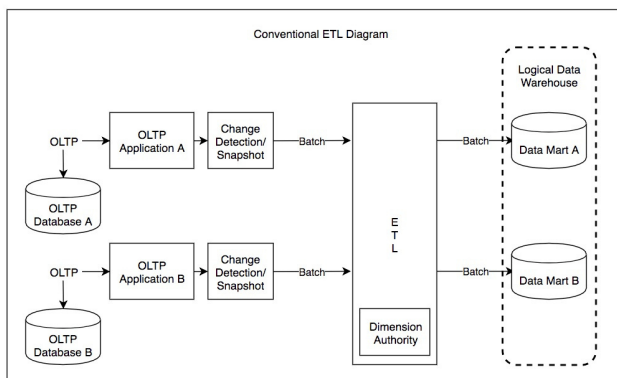 Conventional ETL Diagram
Logical Data
Warehouse
OLTP
OLTP
Application A
Change
Detection/
Snapshot
Batch
Batch
Data Mart A
OLTP
Database A
E
T
L
OLTP
OLTP
Application B
Change
Detection/
Snapshot
Batch
Batch
Data Mart B
OLTP
Database B
Dimension
Authority